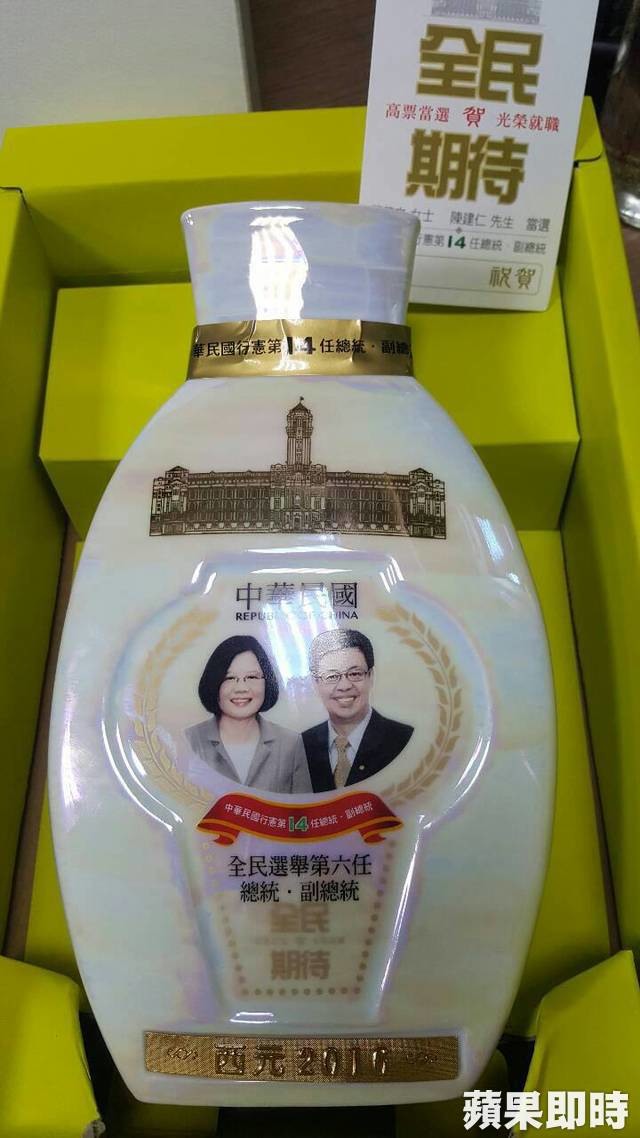 全民
高票當選 賀 光榮就職
期待
女士 陳建仁 先生 當選
行憲第14任總統.副總統
祝賀
華民國行憲第14任總統.副總
中華民國
REPUBLIC OF CHINA
中華民國行憲第14任總統.副總統
全民選舉第六任
總統.副總統
全民
期待
西元2016
蘋果即時